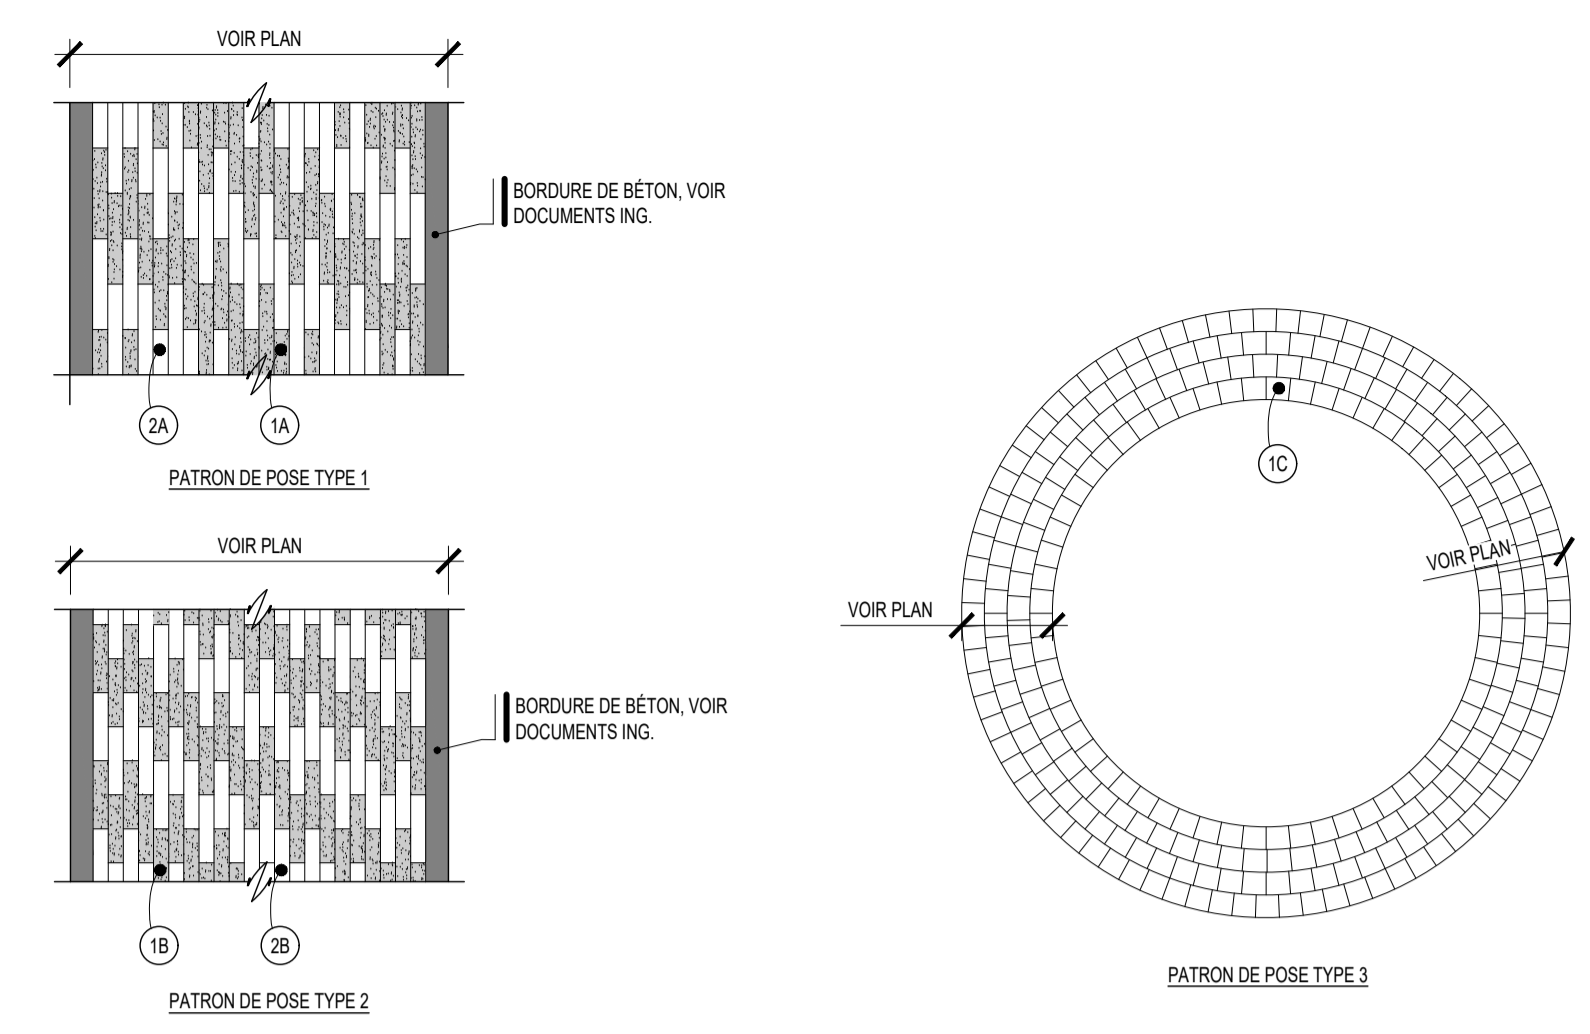 VOIR PLAN
BORDURE DE BÉTON, VOIR
DOCUMENTS ING.
2A
1A
PATRON DE POSE TYPE 1
VOIR PLAN
BORDURE DE BÉTON, VOIR
DOCUMENTS ING.
1B
2B
PATRON DE POSE TYPE 2
1C
VOIR PLAN
VOIR PLAN
PATRON DE POSE TYPE 3